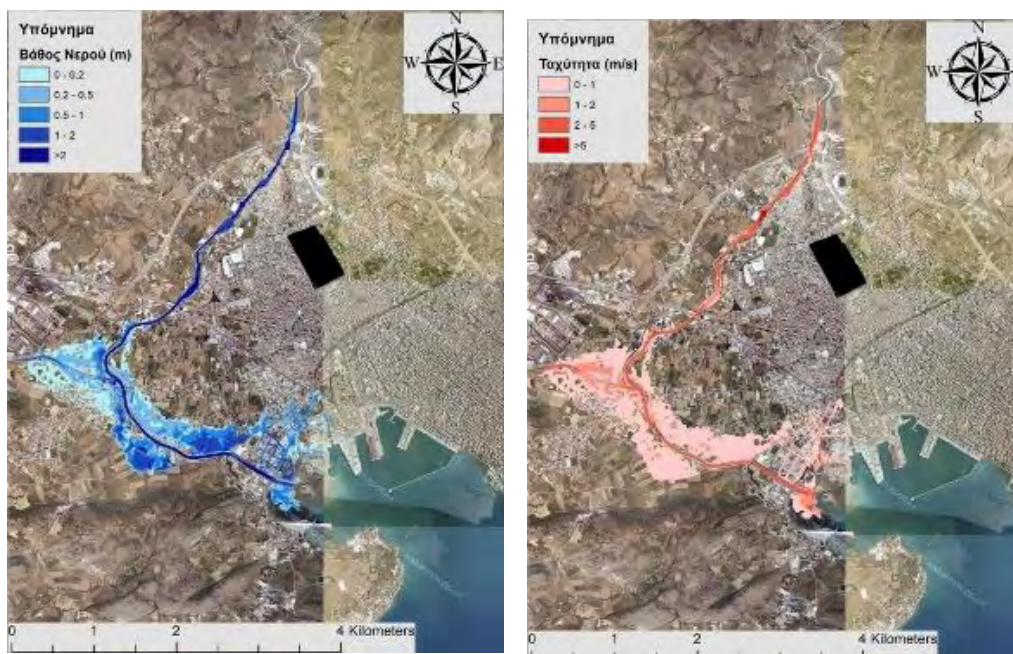 Υπόμνημα
Βάθος Νερού (m)
0 - 0.2
0.2 - 0.5
0.5 - 1
1 - 2
>2
N
W
E
S
0 1 2 4 Kilometers
Υπόμνημα
Ταχύτητα (m/s)
0 - 1
1 - 2
2 - 5
>5
N
W
E
S
0 1 2 4 Kilometers